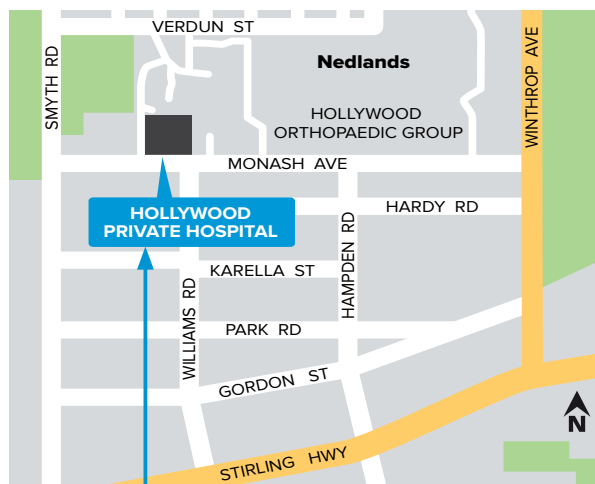 VERDUN ST
SMYTH RD
Nedlands
WINTHROP AVE
HOLLYWOOD
ORTHOPAEDIC GROUP
MONASH AVE
HOLLYWOOD
PRIVATE HOSPITAL
HARDY RD
HAMPDEN RD
KARELLA ST
WILLIAMS RD
PARK RD
GORDON ST
N
STIRLING HWY